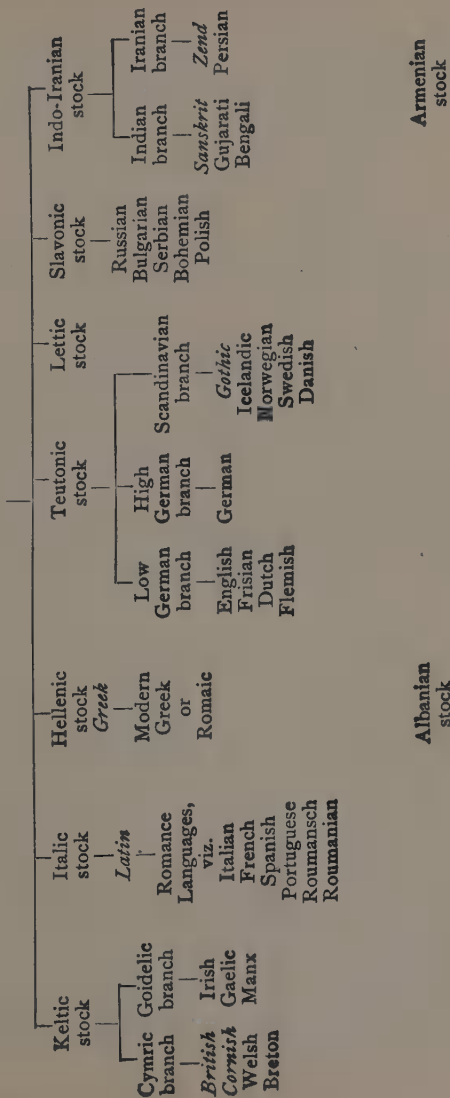 Keltic
stock
Cymric
branch
British
Cornish
Welsh
Breton
Goidelic
branch
Irish
Gaelic
Manx
Italic
stock
Latin
Romance
Languages,
viz.
Italian
French
Spanish
Portuguese
Roumansch
Roumanian
Hellenic
stock
Greek
Modern
Greek
or
Romaic
Teutonic
stock
Low
German
branch
English
Frisian
Dutch
Flemish
High
German
branch
German
Scandinavian
branch
Gothic
Icelandic
Norwegian
Swedish
Danish
Lettic
stock
Slavonic
stock
Russian
Bulgarian
Serbian
Bohemian
Polish
Indo-Iranian
stock
Indian
branch
Sanskrit
Gujarati
Bengali
Iranian
branch
Zend
Persian
Albanian
stock
Armenian
stock